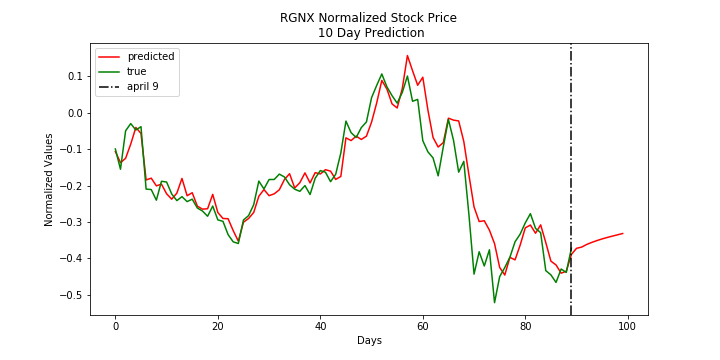 RGNX Normalized Stock Price
10 Day Prediction
predicted
true
april 9
Normalized Values
0.1
0.0
−0.1
−0.2
−0.3
−0.4
−0.5
0 20 40 60 80 100
Days